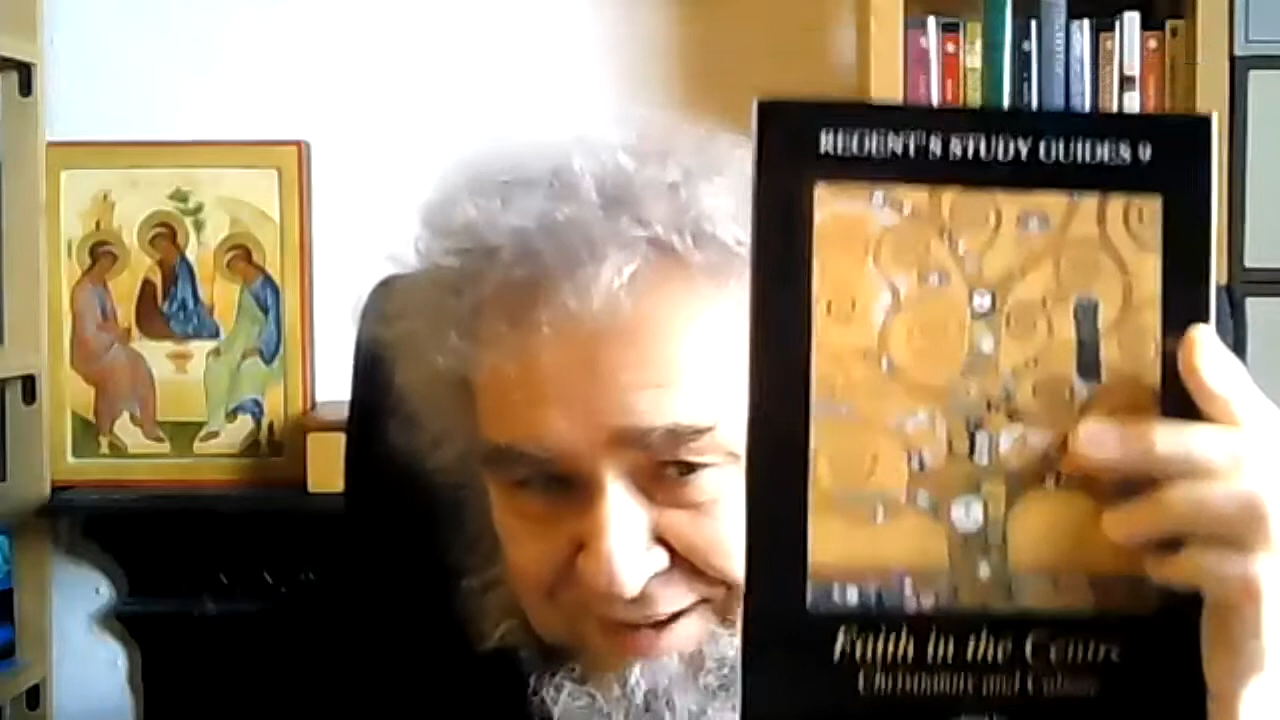 REGENT'S STUDY GUIDES 9
Faith in the Centre
Christianity and Culture